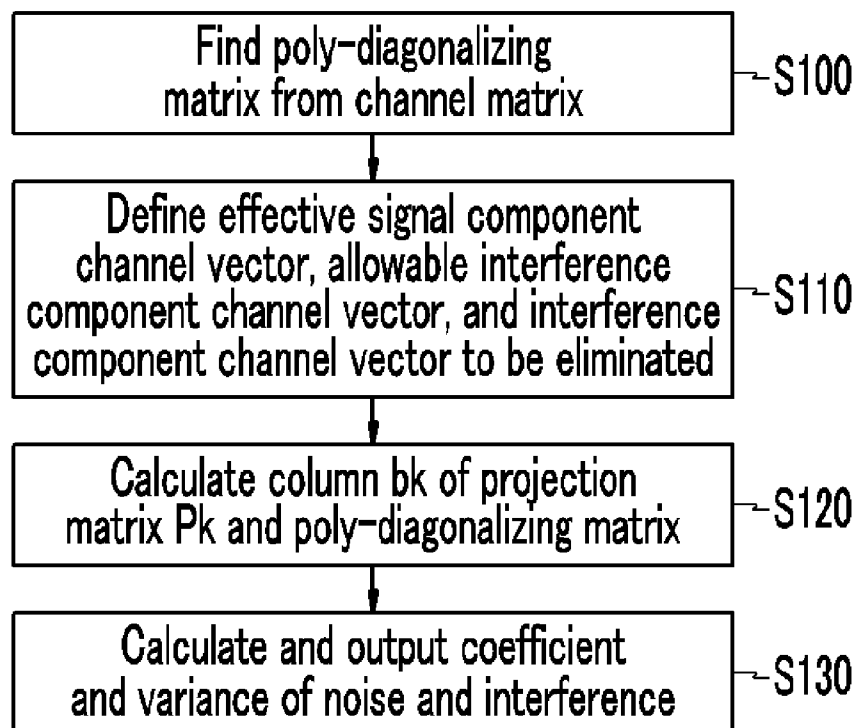 Find poly-diagonalizing
matrix from channel matrix
S100
Define effective signal component
channel vector, allowable interference
component channel vector, and interference
component channel vector to be eliminated
S110
Calculate column bk of projection
matrix Pk and poly-diagonalizing matrix
S120
Calculate and output coefficient
and variance of noise and interference
S130